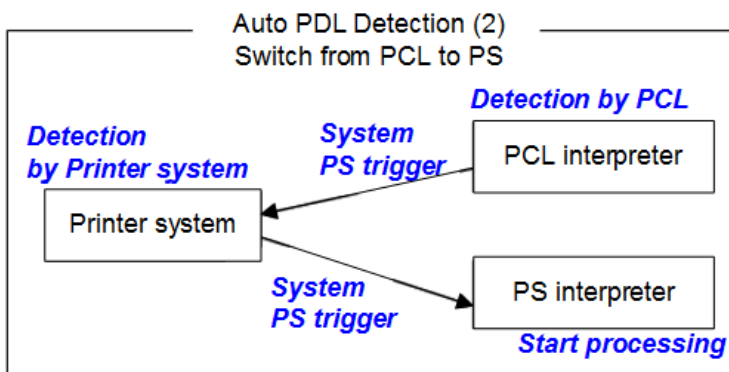 Auto PDL Detection (2)
Switch from PCL to PS
Detection by PCL
Detection
by Printer system
System
PS trigger
PCL interpreter
Printer system
System
PS trigger
PS interpreter
Start processing